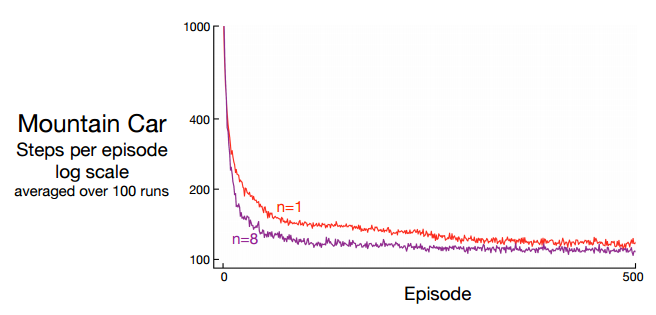 1000
400
200
100
Mountain Car
Steps per episode
log scale
averaged over 100 runs
n=1
n=8
0
500
Episode